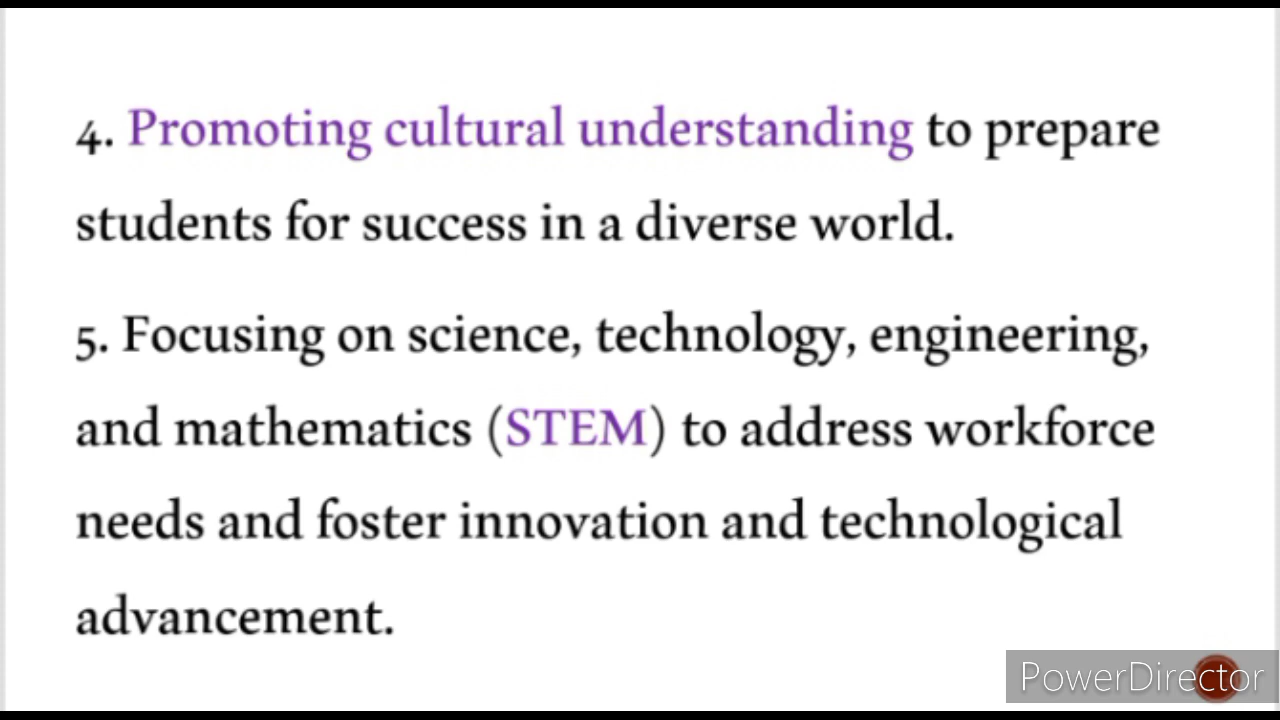 4. Promoting cultural understanding to prepare
students for success in a diverse world.
5. Focusing on science, technology, engineering,
and mathematics (STEM) to address workforce
needs and foster innovation and technological
advancement.
PowerDirector